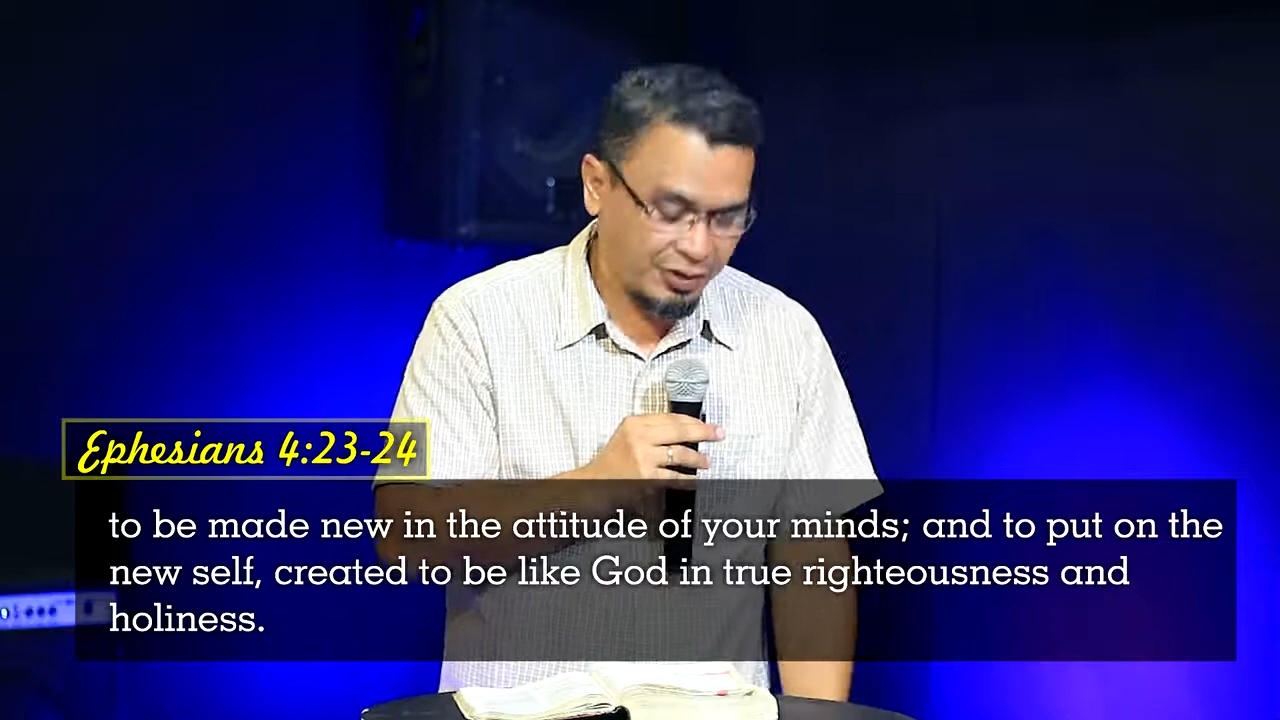 Ephesians 4:23-24
to be made new in the attitude of your minds; and to put on the
new self, created to be like God in true righteousness and
holiness.